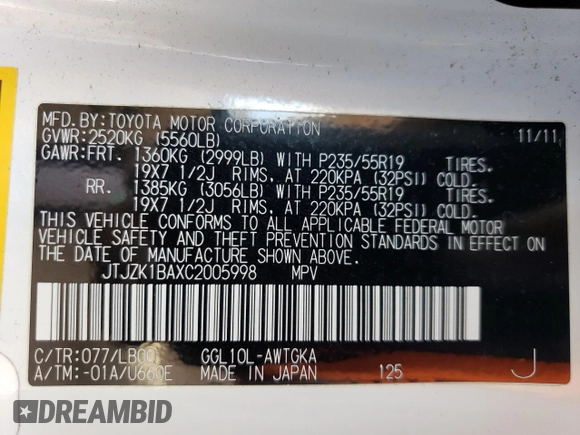 MFD.BY:TOYOTA MOTOR CORPORATION 11/11
GVWR:2520KG (5560LB)
GAWR:FRT. 1360KG (2999LB) WITH P235/55R19 TIRES.
19X7 1/2J RIMS. AT 220KPA (32PSI) COLD.
RR. 1385KG (3056LB) WITH P235/55R19 TIRES.
19X7 1/2J RIMS. AT 220KPA (32PSI) COLD.
THIS VEHICLE CONFORMS TO ALL APPLICABLE FEDERAL MOTOR
VEHICLE SAFETY AND THEFT PREVENTION STANDARDS IN EFFECT ON
THE DATE OF MANUFACTURE SHOWN ABOVE.
JTJZK1BAXC2005998 MPV
C/TR:077/LB00 GGL10L-AWTGKA
A/TM:-01A/U660E MADE IN JAPAN 125 J
DREAMBID